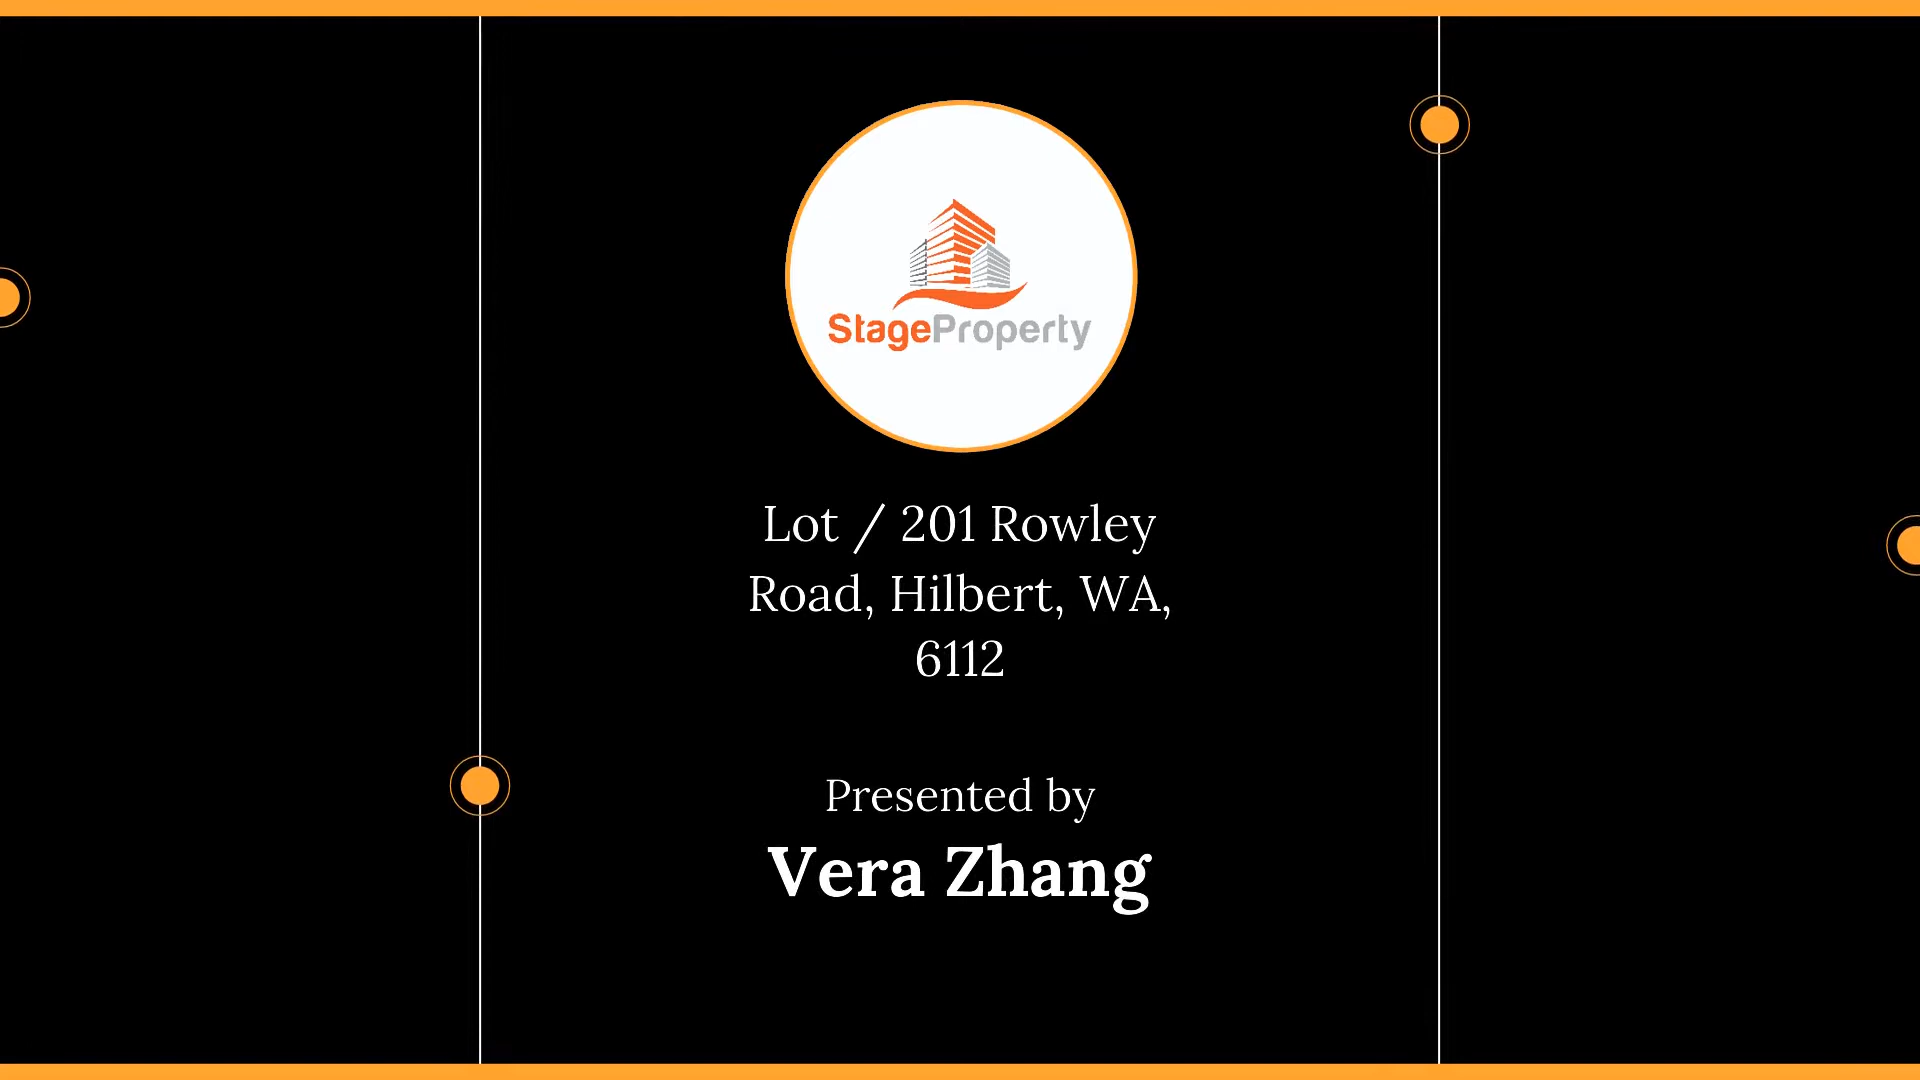 StageProperty
Lot / 201 Rowley
Road, Hilbert, WA,
6112
Presented by
Vera Zhang